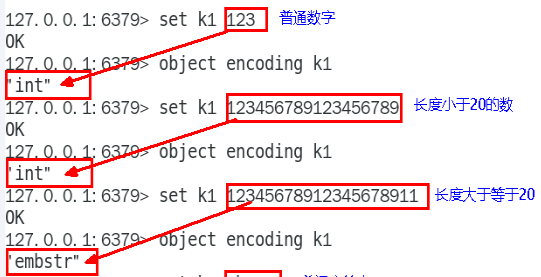 127.0.0.1:6379> set k1 123 普通数字
OK
127.0.0.1:6379> object encoding k1
"int"
127.0.0.1:6379> set k1 123456789123456789 长度小于20的数
OK
127.0.0.1:6379> object encoding k1
"int"
127.0.0.1:6379> set k1 12345678912345678911 长度大于等于20
OK
127.0.0.1:6379> object encoding k1
"embstr"